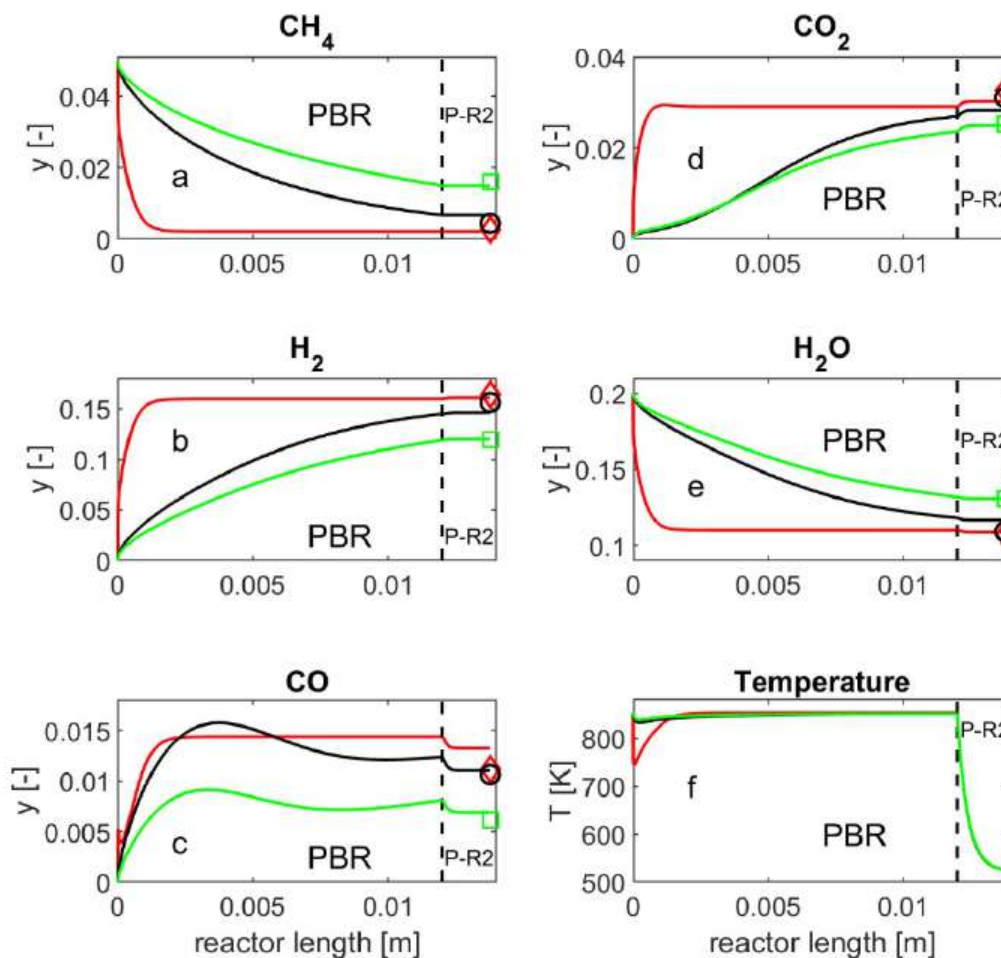 CH4
y [-]
0.04
0.02
0
a
PBR
P-R2
0 0.005 0.01
CO2
y [-]
0.04
0.02
0
d
PBR
P-R2
0 0.005 0.01
H2
y [-]
0.15
0.1
0.05
0
b
PBR
P-R2
0 0.005 0.01
H2O
y [-]
0.2
0.15
0.1
e
PBR
P-R2
0 0.005 0.01
CO
y [-]
0.015
0.01
0.005
0
c
PBR
P-R2
0 0.005 0.01
reactor length [m]
Temperature
T [K]
800
700
600
500
f
PBR
P-R2
0 0.005 0.01
reactor length [m]